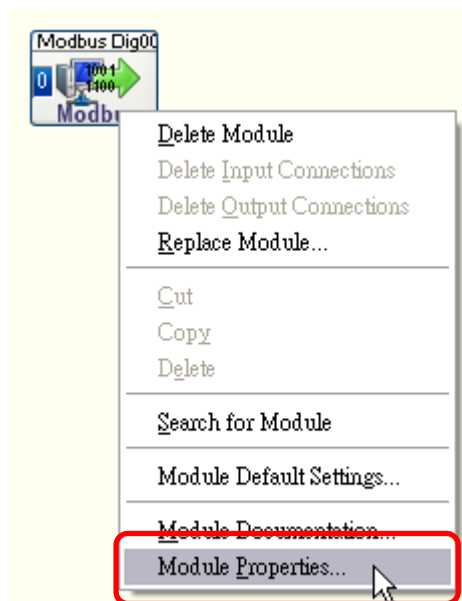 Modbus Dig00
0
1001
1100
Modbu
Delete Module
Delete Input Connections
Delete Output Connections
Replace Module...
Cut
Copy
Delete
Search for Module
Module Default Settings...
Module Documentation...
Module Properties...